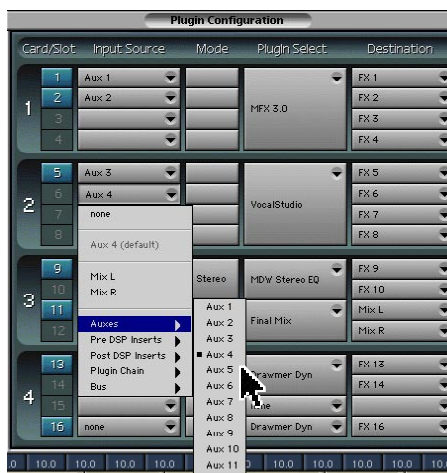 Plugin Configuration
Card/Slot Input Source Mode Plugin Select Destination
1 Aux 1 FX 1
2 Aux 2 FX 2
1 MFX 3.0
3 FX 3
4 FX 4
5 Aux 3 FX 5
6 Aux 4 FX 6
2 VocalStudio
7 none FX 7
8 FX 8
Aux 4 (default)
9 FX 9
Mix L Stereo MDW Stereo EQ
10 Mix R FX 10
3
11 Mix L
Aux 1
Auxes Aux 2 Final Mix
12 Mix R
Pre DSP Inserts Aux 3
Post DSP Inserts Aux 4
13 FX 13
Plugin Chain Aux 5 Drawmer Dyn
14 FX 14
Bus Aux 6
4
15 Aux 7
Aux 8
16 none Drawmer Dyn FX 16
Aux 9
Aux 10
.0 10.0 10.0 10.0 10.0 Aux 11 10.0 10.0 10.0 10.0